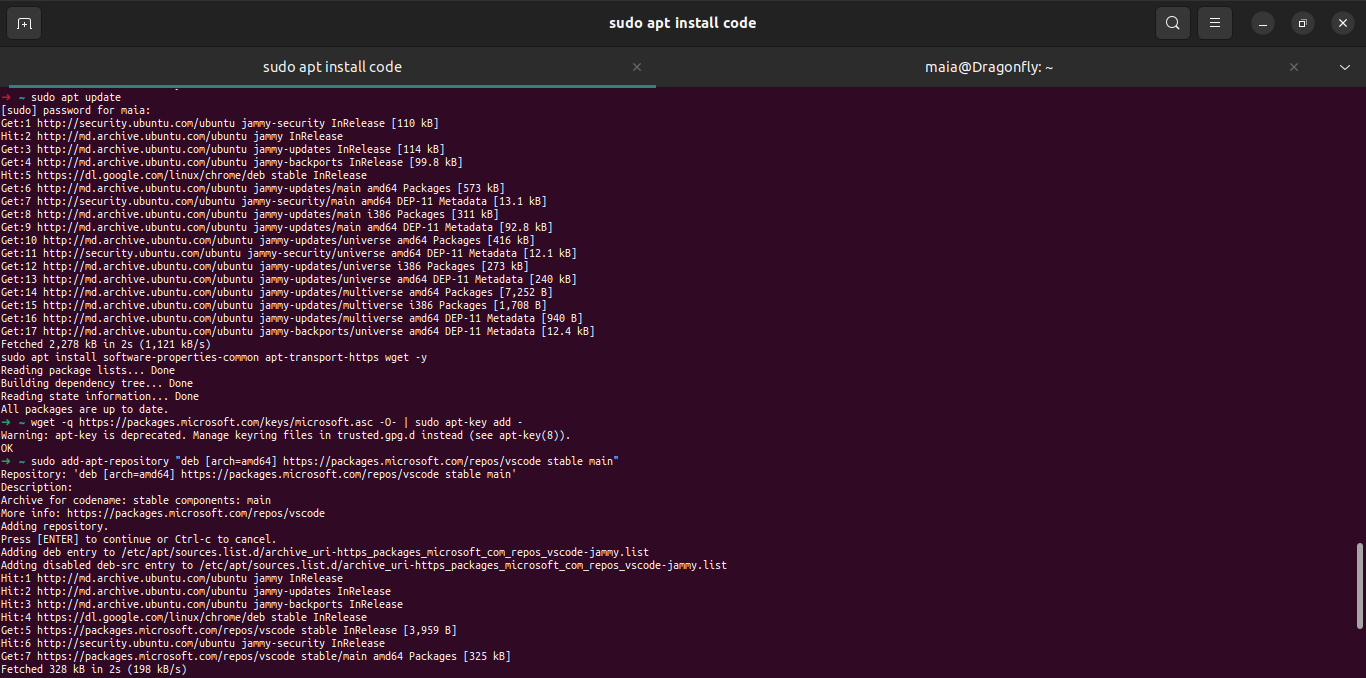 sudo apt install code
sudo apt install code
maia@Dragonfly: ~
➜ ~ sudo apt update
[sudo] password for maia:
Get:1 http://security.ubuntu.com/ubuntu jammy-security InRelease [110 kB]
Hit:2 http://md.archive.ubuntu.com/ubuntu jammy InRelease
Get:3 http://md.archive.ubuntu.com/ubuntu jammy-updates InRelease [114 kB]
Get:4 http://md.archive.ubuntu.com/ubuntu jammy-backports InRelease [99.8 kB]
Hit:5 https://dl.google.com/linux/chrome/deb stable InRelease
Get:6 http://md.archive.ubuntu.com/ubuntu jammy-updates/main amd64 Packages [573 kB]
Get:7 http://security.ubuntu.com/ubuntu jammy-security/main amd64 DEP-11 Metadata [13.1 kB]
Get:8 http://md.archive.ubuntu.com/ubuntu jammy-updates/main i386 Packages [311 kB]
Get:9 http://md.archive.ubuntu.com/ubuntu jammy-updates/main amd64 DEP-11 Metadata [92.8 kB]
Get:10 http://md.archive.ubuntu.com/ubuntu jammy-updates/universe amd64 Packages [416 kB]
Get:11 http://security.ubuntu.com/ubuntu jammy-security/universe amd64 DEP-11 Metadata [12.1 kB]
Get:12 http://md.archive.ubuntu.com/ubuntu jammy-updates/universe i386 Packages [273 kB]
Get:13 http://md.archive.ubuntu.com/ubuntu jammy-updates/universe amd64 DEP-11 Metadata [240 kB]
Get:14 http://md.archive.ubuntu.com/ubuntu jammy-updates/multiverse amd64 Packages [7,252 B]
Get:15 http://md.archive.ubuntu.com/ubuntu jammy-updates/multiverse i386 Packages [1,708 B]
Get:16 http://md.archive.ubuntu.com/ubuntu jammy-updates/multiverse amd64 DEP-11 Metadata [940 B]
Get:17 http://md.archive.ubuntu.com/ubuntu jammy-backports/universe amd64 DEP-11 Metadata [12.4 kB]
Fetched 2,278 kB in 2s (1,121 kB/s)
sudo apt install software-properties-common apt-transport-https wget -y
Reading package lists... Done
Building dependency tree... Done
Reading state information... Done
All packages are up to date.
➜ ~ wget -q https://packages.microsoft.com/keys/microsoft.asc -O- | sudo apt-key add -
Warning: apt-key is deprecated. Manage keyring files in trusted.gpg.d instead (see apt-key(8)).
OK
➜ ~ sudo add-apt-repository "deb [arch=amd64] https://packages.microsoft.com/repos/vscode stable main"
Repository: 'deb [arch=amd64] https://packages.microsoft.com/repos/vscode stable main'
Description:
Archive for codename: stable components: main
More info: https://packages.microsoft.com/repos/vscode
Adding repository.
Press [ENTER] to continue or Ctrl-c to cancel.
Adding deb entry to /etc/apt/sources.list.d/archive_uri-https_packages_microsoft_com_repos_vscode-jammy.list
Adding disabled deb-src entry to /etc/apt/sources.list.d/archive_uri-https_packages_microsoft_com_repos_vscode-jammy.list
Hit:1 http://md.archive.ubuntu.com/ubuntu jammy InRelease
Hit:2 http://md.archive.ubuntu.com/ubuntu jammy-updates InRelease
Hit:3 http://md.archive.ubuntu.com/ubuntu jammy-backports InRelease
Hit:4 https://dl.google.com/linux/chrome/deb stable InRelease
Get:5 https://packages.microsoft.com/repos/vscode stable InRelease [3,959 B]
Hit:6 http://security.ubuntu.com/ubuntu jammy-security InRelease
Get:7 https://packages.microsoft.com/repos/vscode stable/main amd64 Packages [325 kB]
Fetched 328 kB in 2s (198 kB/s)